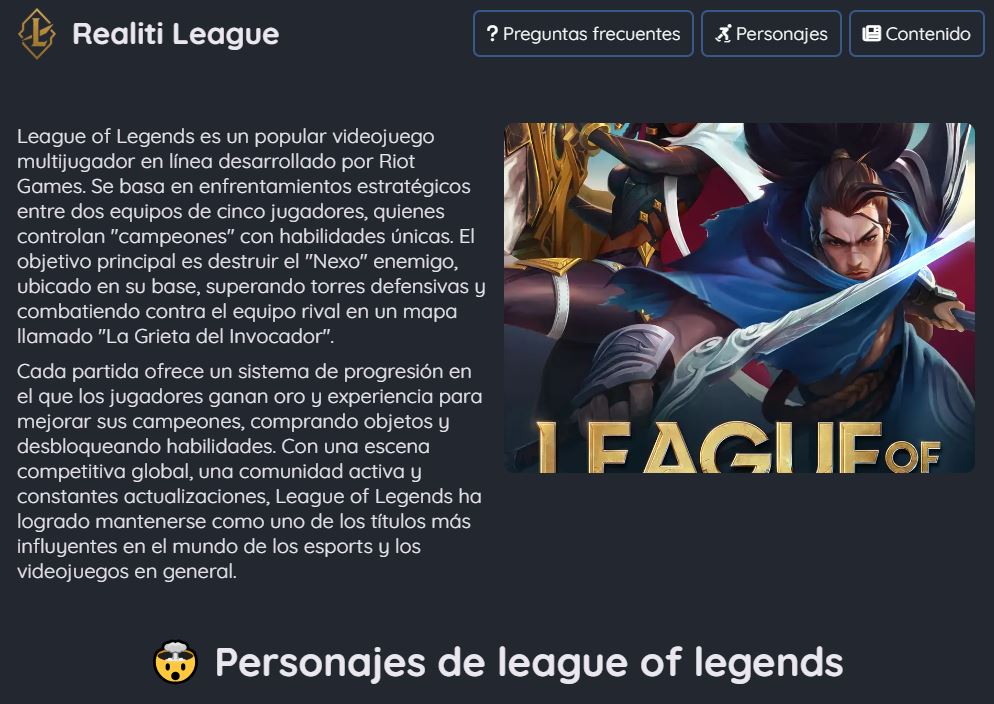 Realiti League
? Preguntas frecuentes
Personajes
Contenido
League of Legends es un popular videojuego
multijugador en línea desarrollado por Riot
Games. Se basa en enfrentamientos estratégicos
entre dos equipos de cinco jugadores, quienes
controlan "campeones" con habilidades únicas. El
objetivo principal es destruir el "Nexo" enemigo,
ubicado en su base, superando torres defensivas y
combatiendo contra el equipo rival en un mapa
llamado "La Grieta del Invocador".
Cada partida ofrece un sistema de progresión en
el que los jugadores ganan oro y experiencia para
mejorar sus campeones, comprando objetos y
desbloqueando habilidades. Con una escena
competitiva global, una comunidad activa y
constantes actualizaciones, League of Legends ha
logrado mantenerse como uno de los títulos más
influyentes en el mundo de los esports y los
videojuegos en general.
LEAGUE OF
🤯 Personajes de league of legends